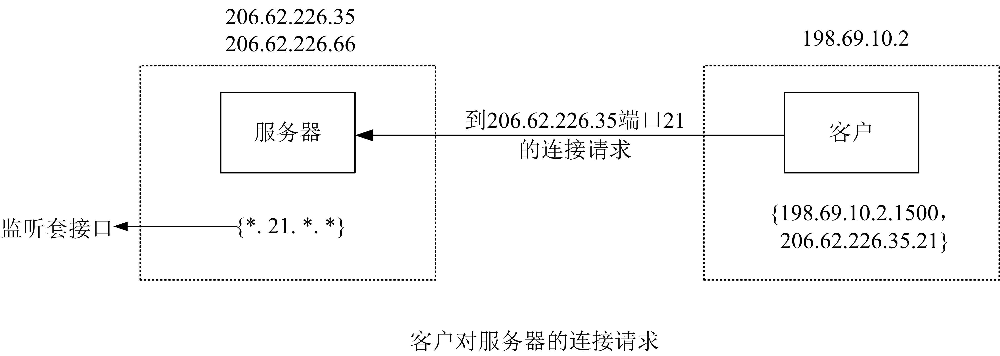 206.62.226.35
206.62.226.66
198.69.10.2
服务器
到206.62.226.35端口21
的连接请求
客户
监听套接口
{*. 21. *. *}
{198.69.10.2.1500，
206.62.226.35.21}
客户对服务器的连接请求